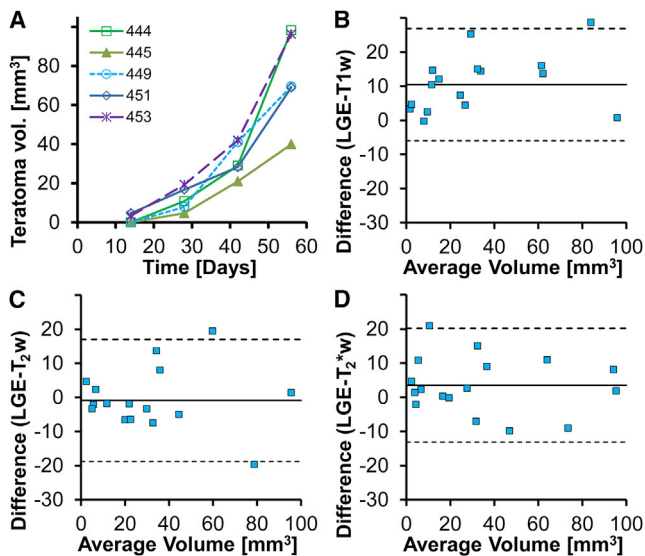 A
Teratoma vol. [mm³]
100
80
60
40
20
0
444
445
449
451
453
0 10 20 30 40 50 60
Time [Days]
B
Difference (LGE-T1w)
30
20
10
0
-10
-20
-30
0 20 40 60 80 100
Average Volume [mm³]
C
Difference (LGE-T₂w)
30
20
10
0
-10
-20
-30
0 20 40 60 80 100
Average Volume [mm³]
D
Difference (LGE-T₂*w)
30
20
10
0
-10
-20
-30
0 20 40 60 80 100
Average Volume [mm³]